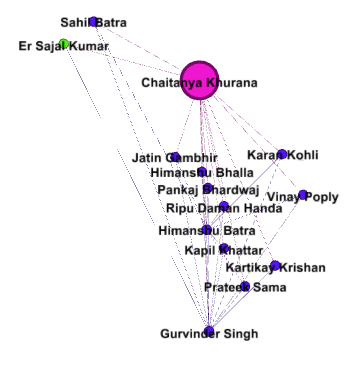 Sahil Batra
Er Sajal Kumar
Chaitanya Khurana
Jatin Gambhir
Karan Kohli
Himanshu Bhalla
Pankaj Bhardwaj
Vinay Poply
Ripu Daman Handa
Himanshu Batra
Kapil Khattar
Kartikay Krishan
Prateek Sama
Gurvinder Singh